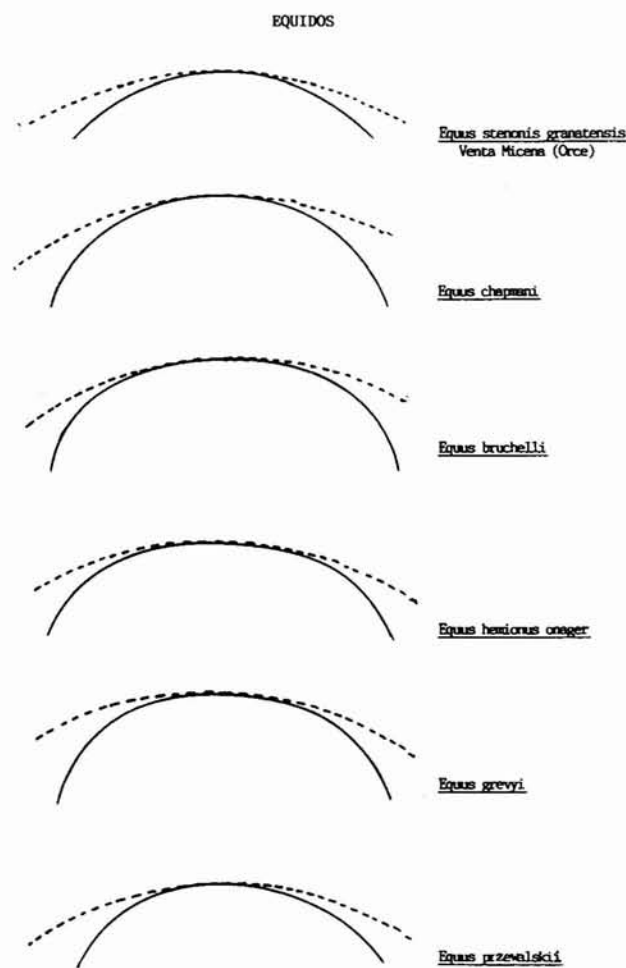 EQUIDOS
Equus stenonis granatensis
Venta Micena (Orce)
Equus chapmani
Equus bruchelli
Equus hemionus onager
Equus grevyi
Equus przewalskii